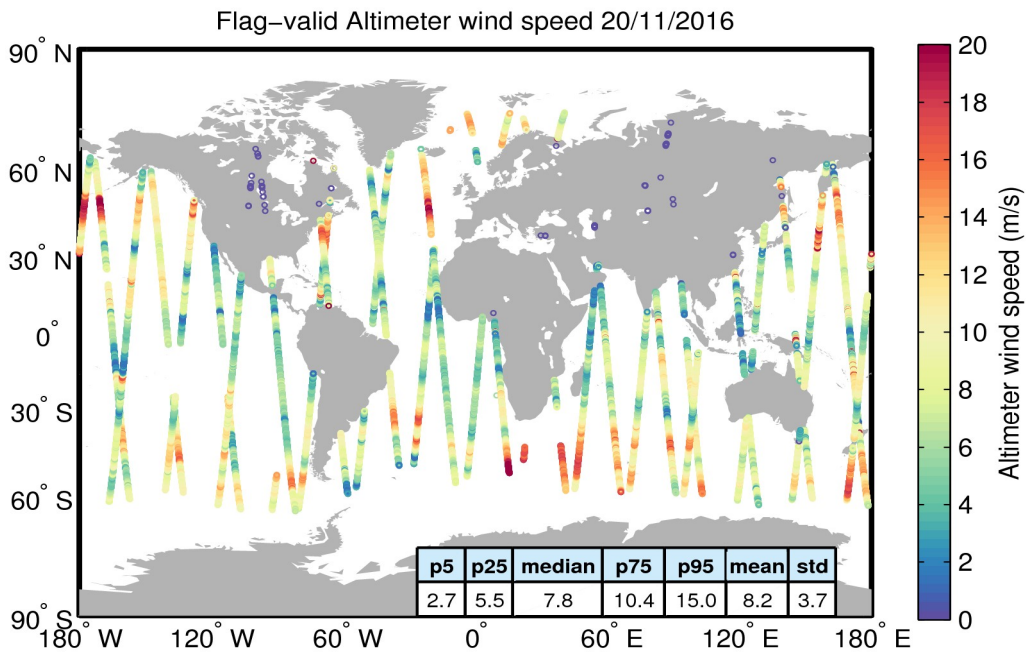 Flag−valid Altimeter wind speed 20/11/2016
90° N
60° N
30° N
0°
30° S
60° S
90° S
180° W
120° W
60° W
0°
60° E
120° E
180° E
p5 p25 median p75 p95 mean std
2.7 5.5 7.8 10.4 15.0 8.2 3.7
20
18
16
14
12
10
8
6
4
2
0
Altimeter wind speed (m/s)